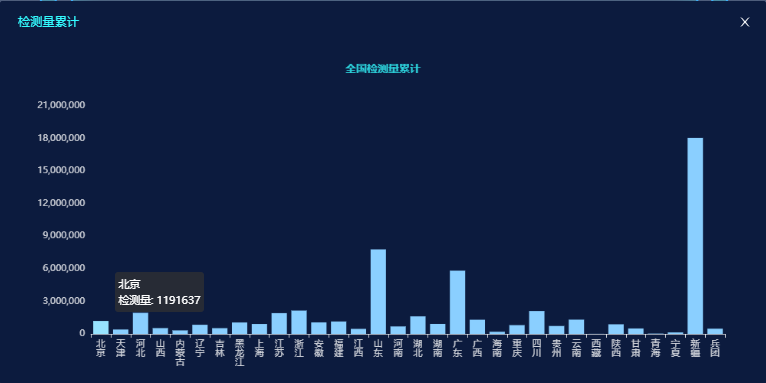 检测量累计
全国检测量累计
21,000,000
18,000,000
15,000,000
12,000,000
9,000,000
6,000,000
3,000,000
0
北京
检测量: 1191637
北京
天津
河北
山西
内蒙古
辽宁
吉林
黑龙江
上海
江苏
浙江
安徽
福建
江西
山东
河南
湖北
湖南
广东
广西
海南
重庆
四川
贵州
云南
西藏
陕西
甘肃
青海
宁夏
新疆
兵团